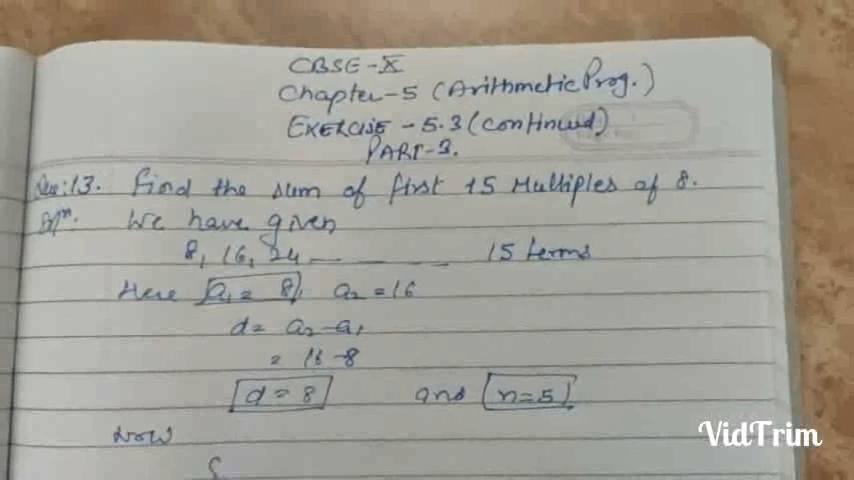 CBSE-X
Chapter-5 (Arithmetic Prog.)
EXERCISE-5.3 (Continued)
PART-3.
Que:13. Find the sum of first 15 Multiples of 8.
Solⁿ. We have given
8, 16, 24 ------- 15 terms
Here a₁ = 8, a₂ = 16
d = a₂-a₁
= 16-8
d = 8 and n=5
Now
S
VidTrim